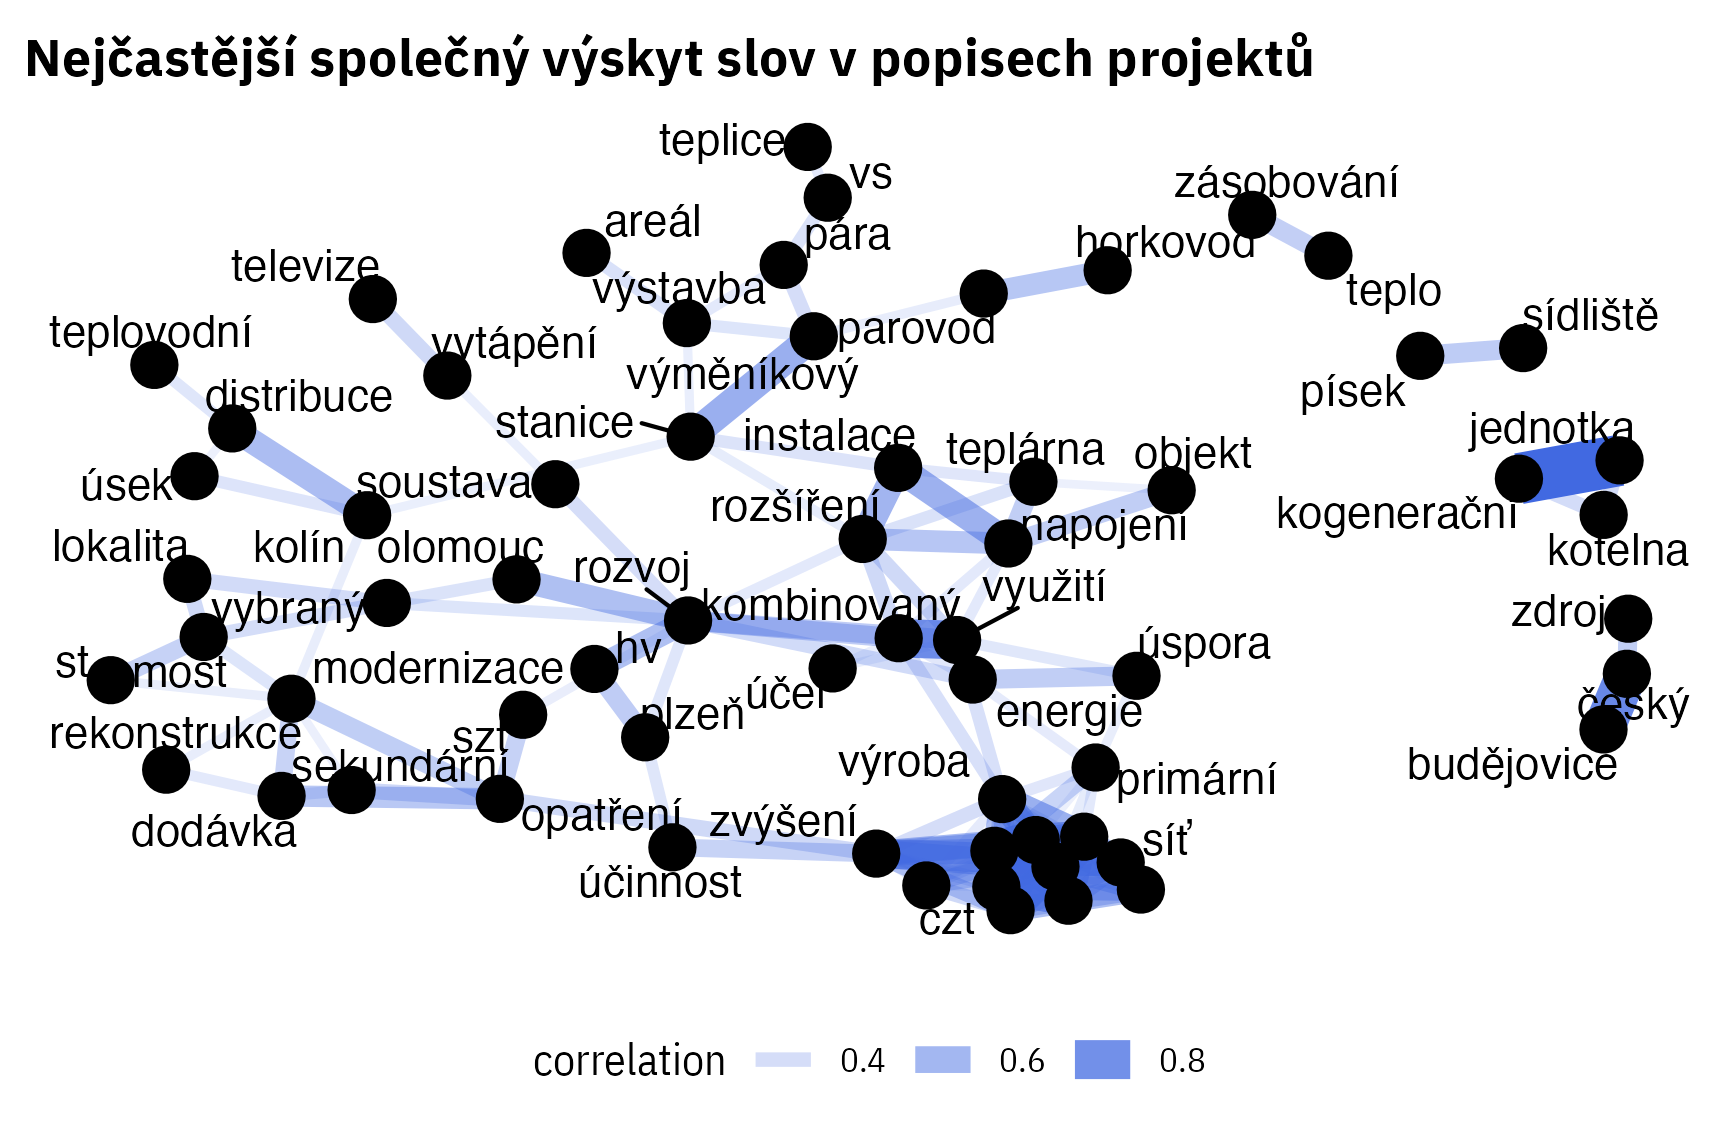 Nejčastější společný výskyt slov v popisech projektů
teplice
vs
zásobování
areál
pára
horkovod
televize
výstavba
teplo
sídliště
teplovodní
vytápění
parovod
výměníkový
písek
distribuce
stanice
instalace
teplárna
objekt
jednotka
úsek
soustava
rozšíření
napojení
kogenerační
lokalita
kolín
olomouc
rozvoj
využití
kotelna
vybraný
kombinovaný
zdroj
st
most
modernizace
hv
úspora
účel
rekonstrukce
szt
plzeň
energie
český
sekundární
výroba
primární
budějovice
dodávka
opatření
zvýšení
síť
účinnost
czt
correlation
0.4
0.6
0.8